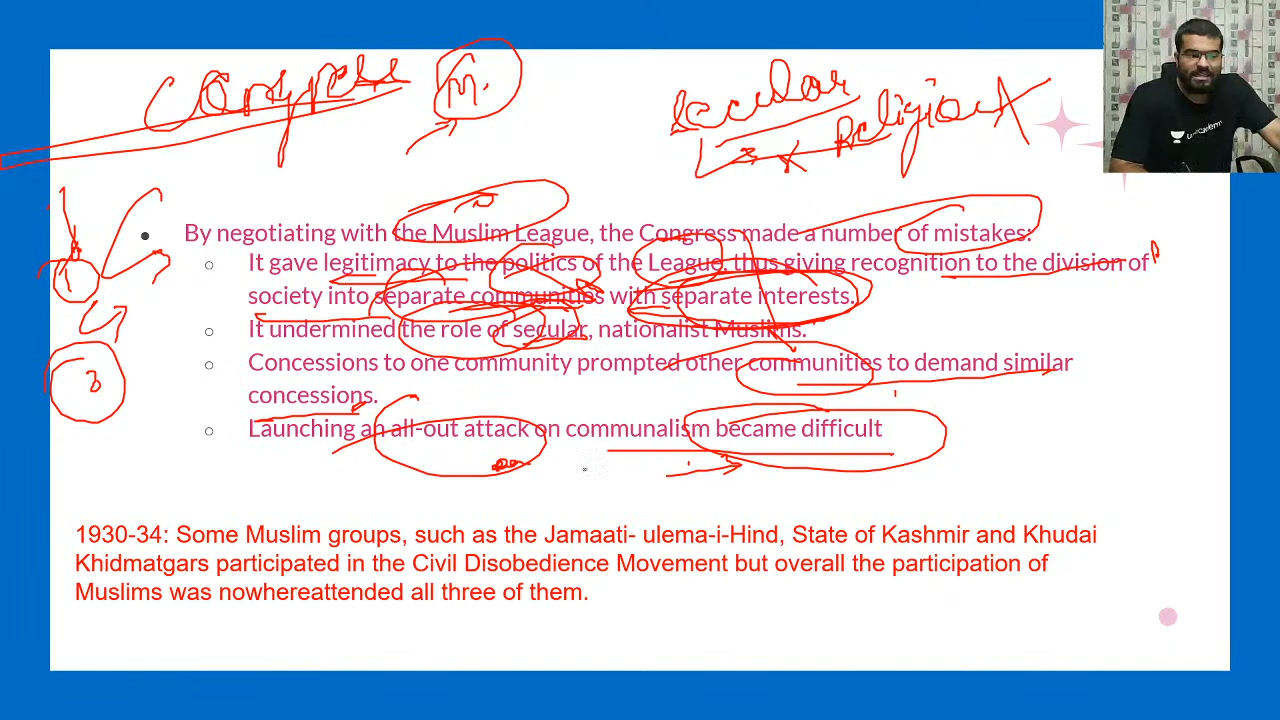 Congress M.
secular
x Religion x
By negotiating with the Muslim League, the Congress made a number of mistakes:
It gave legitimacy to the politics of the League, thus giving recognition to the division of
society into separate communities with separate interests.
It undermined the role of secular, nationalist Muslims.
Concessions to one community prompted other communities to demand similar
concessions.
Launching an all-out attack on communalism became difficult
1
3
1930-34: Some Muslim groups, such as the Jamaati- ulema-i-Hind, State of Kashmir and Khudai
Khidmatgars participated in the Civil Disobedience Movement but overall the participation of
Muslims was nowhereattended all three of them.